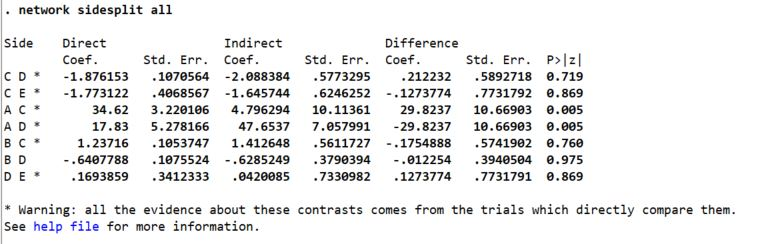 . network sidesplit all
Side Direct Indirect Difference
Coef. Std. Err. Coef. Std. Err. Coef. Std. Err. P>|z|
C D * -1.876153 .1070564 -2.088384 .5773295 .212232 .5892718 0.719
C E * -1.773122 .4068567 -1.645744 .6246252 -.1273774 .7731792 0.869
A C * 34.62 3.220106 4.796294 10.11361 29.8237 10.66903 0.005
A D * 17.83 5.278166 47.6537 7.057991 -29.8237 10.66903 0.005
B C * 1.23716 .1053747 1.412648 .5611727 -.1754888 .5741902 0.760
B D -.6407788 .1075524 -.6285249 .3790394 -.012254 .3940504 0.975
D E * .1693859 .3412333 .0420085 .7330982 .1273774 .7731791 0.869
* Warning: all the evidence about these contrasts comes from the trials which directly compare them.
See help file for more information.